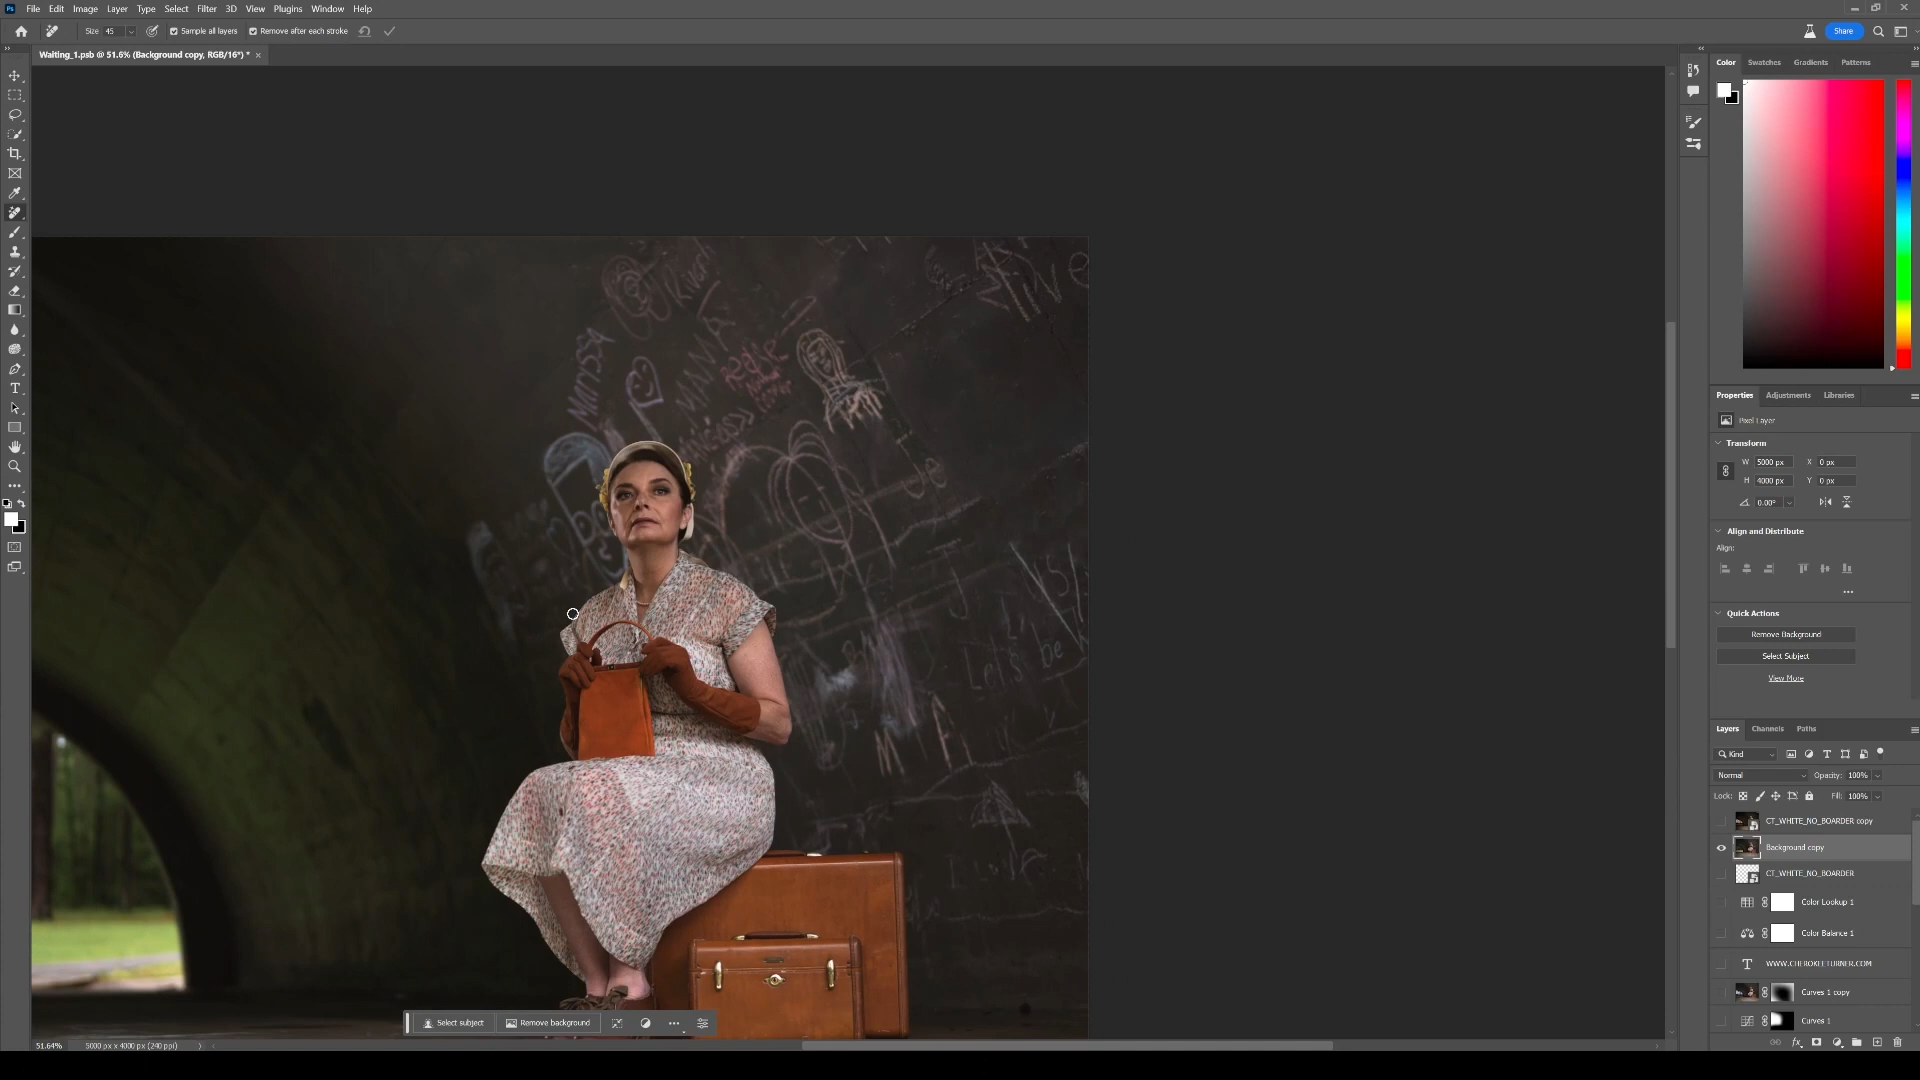 File Edit Image Layer Type Select Filter 3D View Plugins Window Help
Size 45 Sample all layers Remove after each stroke Share
Waiting_1.psb @ 51.6% (Background copy, RGB/16*) * ×
Color Swatches Gradients Patterns
Properties Adjustments Libraries
Pixel Layer
Transform
W 5000 px X 0 px
H 4000 px Y 0 px
0.00°
Align and Distribute
Align:
Quick Actions
Remove Background
Select Subject
View More
Layers Channels Paths
Kind
Normal Opacity: 100%
Lock: Fill: 100%
CT_WHITE_NO_BOARDER copy
Background copy
CT_WHITE_NO_BOARDER
Color Lookup 1
Color Balance 1
WWW.CHEROKEETURNER.COM
Curves 1 copy
Curves 1
Let's be
Select subject Remove background
51.64% 5000 px x 4000 px (240 ppi)